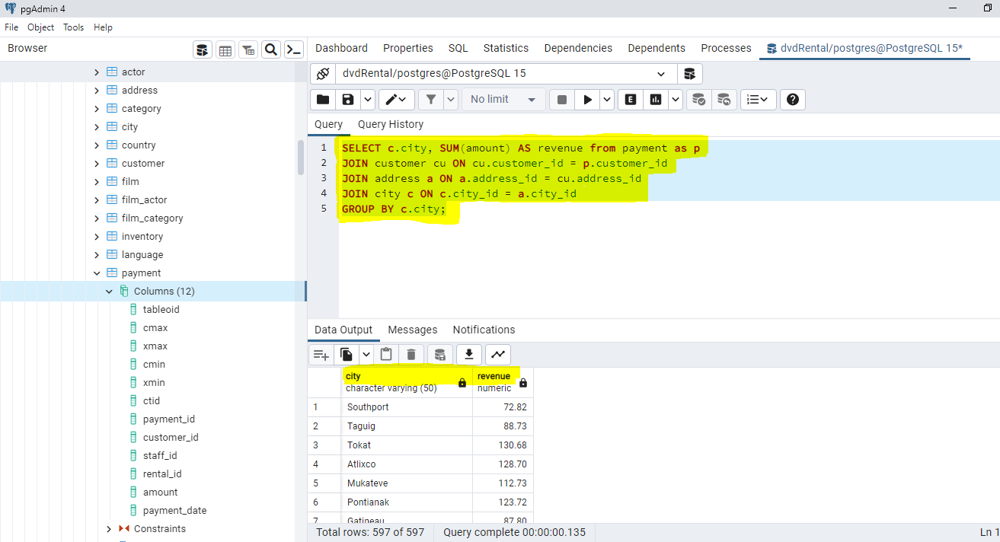 pgAdmin 4
File Object Tools Help
Browser
Dashboard Properties SQL Statistics Dependencies Dependents Processes dvdRental/postgres@PostgreSQL 15*
actor
address
category
city
country
customer
film
film_actor
film_category
inventory
language
payment
Columns (12)
tableoid
cmax
xmax
cmin
xmin
ctid
payment_id
customer_id
staff_id
rental_id
amount
payment_date
Constraints
dvdRental/postgres@PostgreSQL 15
No limit
E
Query Query History
1 SELECT c.city, SUM(amount) AS revenue from payment as p
2 JOIN customer cu ON cu.customer_id = p.customer_id
3 JOIN address a ON a.address_id = cu.address_id
4 JOIN city c ON c.city_id = a.city_id
5 GROUP BY c.city;
Data Output Messages Notifications
city revenue
character varying (50) numeric
1 Southport 72.82
2 Taguig 88.73
3 Tokat 130.68
4 Atlixco 128.70
5 Mukateve 112.73
6 Pontianak 123.72
7 Gatineau 87.80
Total rows: 597 of 597 Query complete 00:00:00.135 Ln 1